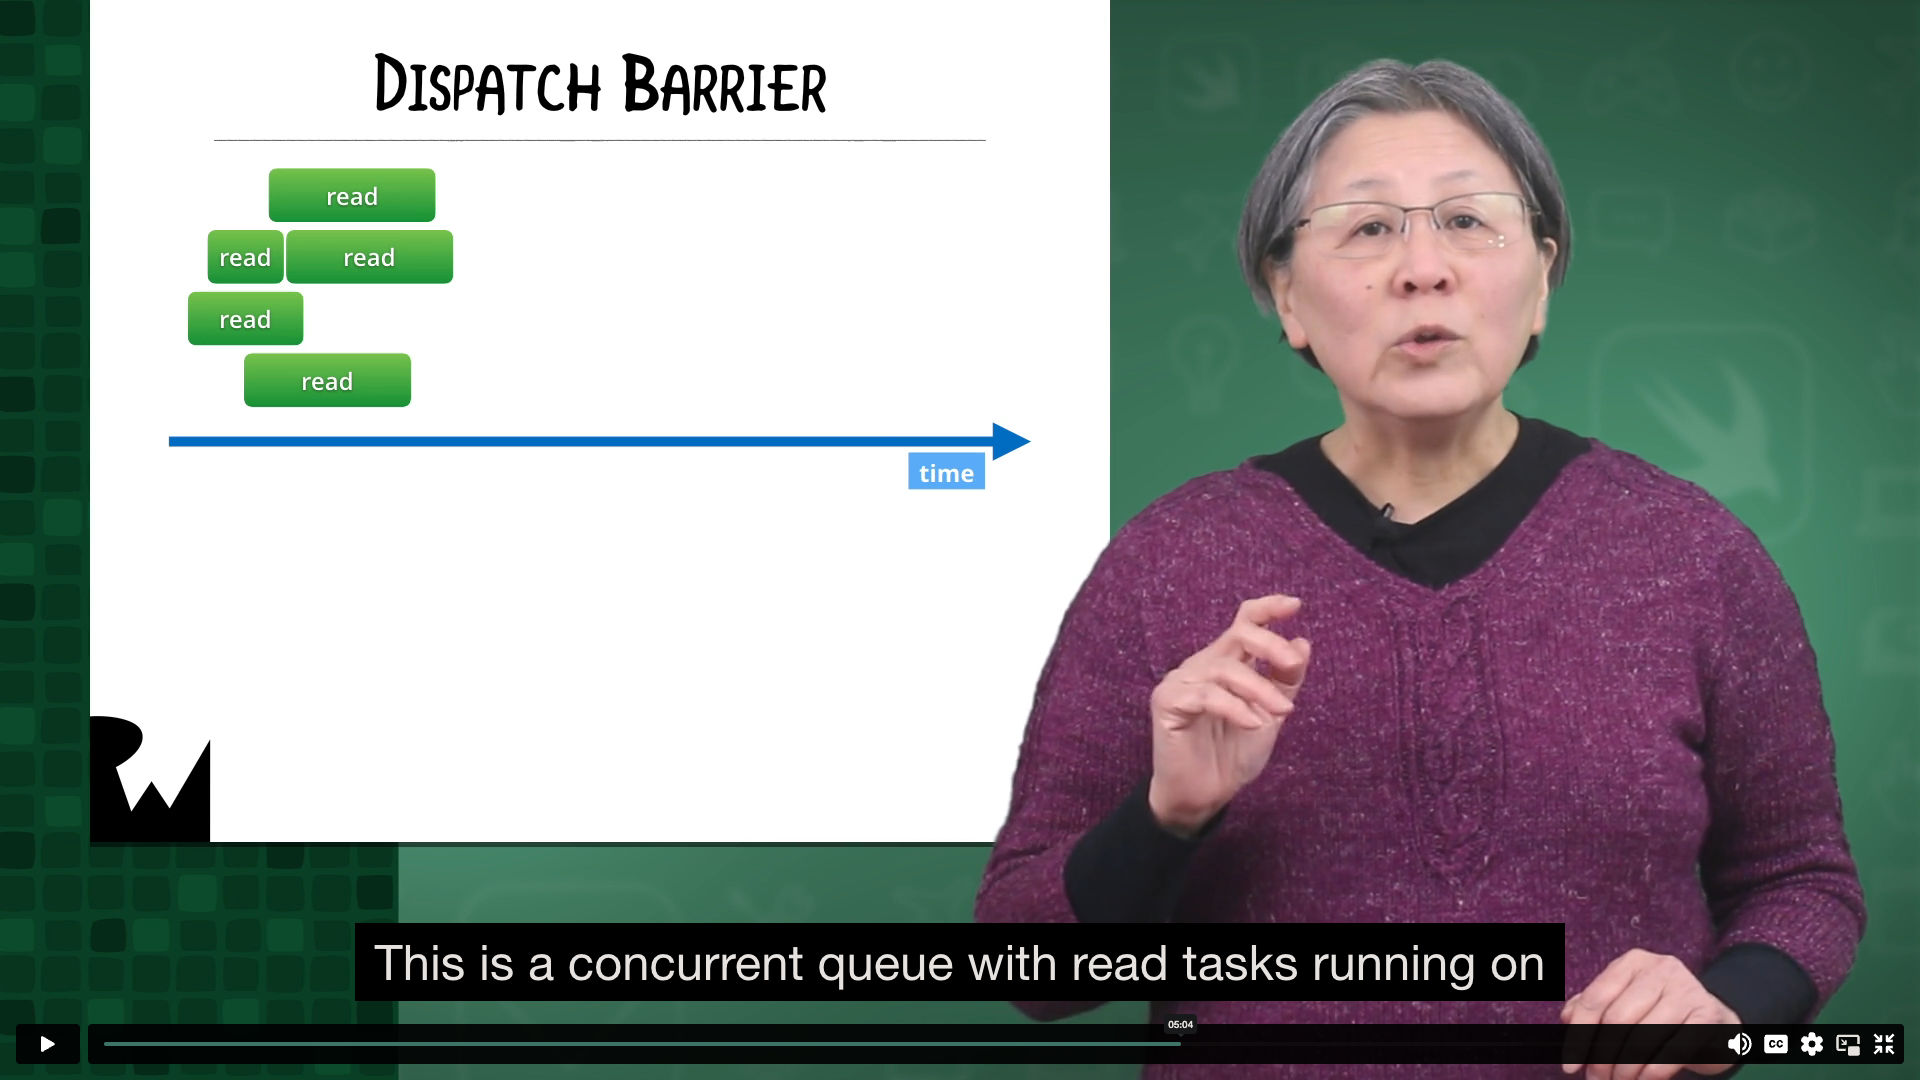 DISPATCH BARRIER
read
read read
read
read
time
This is a concurrent queue with read tasks running on
05:04
CC